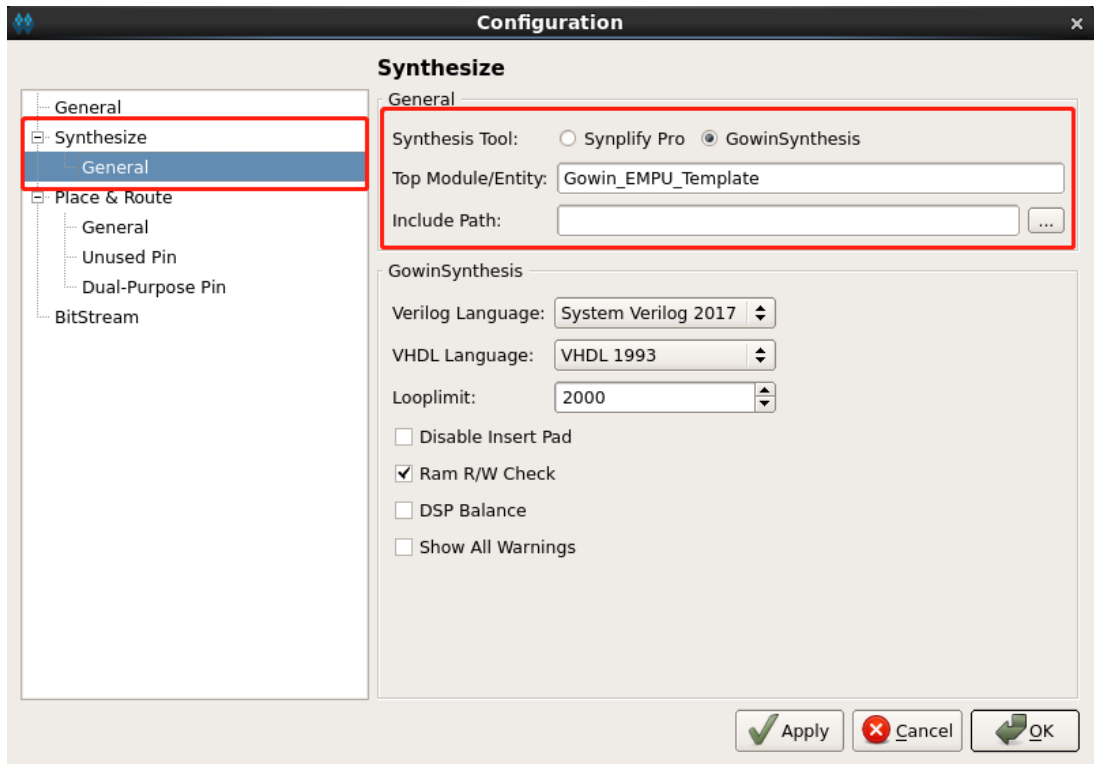 Configuration
General
Synthesize
General
Place & Route
General
Unused Pin
Dual-Purpose Pin
BitStream
Synthesize
General
Synthesis Tool: Synplify Pro GowinSynthesis
Top Module/Entity: Gowin_EMPU_Template
Include Path: ...
GowinSynthesis
Verilog Language: System Verilog 2017
VHDL Language: VHDL 1993
Looplimit: 2000
Disable Insert Pad
Ram R/W Check
DSP Balance
Show All Warnings
Apply Cancel OK